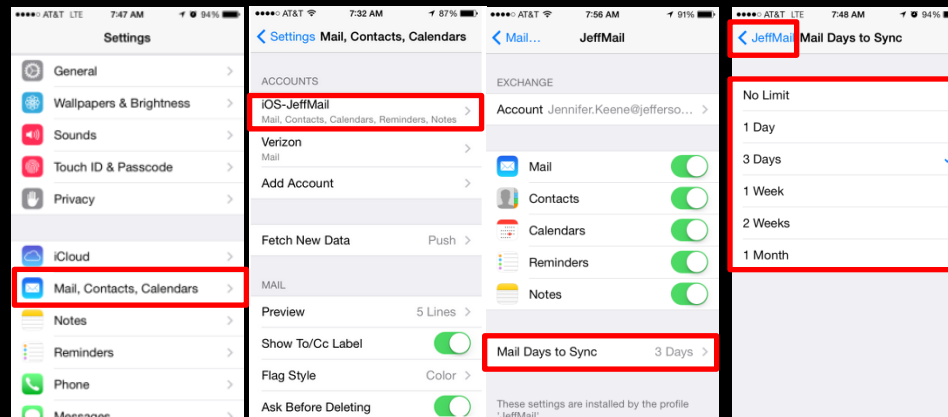 AT&T LTE 7:47 AM 94%
Settings
General
Wallpapers & Brightness
Sounds
Touch ID & Passcode
Privacy
iCloud
Mail, Contacts, Calendars
Notes
Reminders
Phone
Messages
AT&T 7:32 AM 87%
Settings Mail, Contacts, Calendars
ACCOUNTS
iOS-JeffMail
Mail, Contacts, Calendars, Reminders, Notes
Verizon
Mail
Add Account
Fetch New Data Push
MAIL
Preview 5 Lines
Show To/Cc Label
Flag Style Color
Ask Before Deleting
AT&T 7:56 AM 91%
Mail... JeffMail
EXCHANGE
Account Jennifer.Keene@jefferso...
Mail
Contacts
Calendars
Reminders
Notes
Mail Days to Sync 3 Days
These settings are installed by the profile
"JeffMail"
AT&T LTE 7:48 AM 94%
JeffMail Mail Days to Sync
No Limit
1 Day
3 Days
1 Week
2 Weeks
1 Month